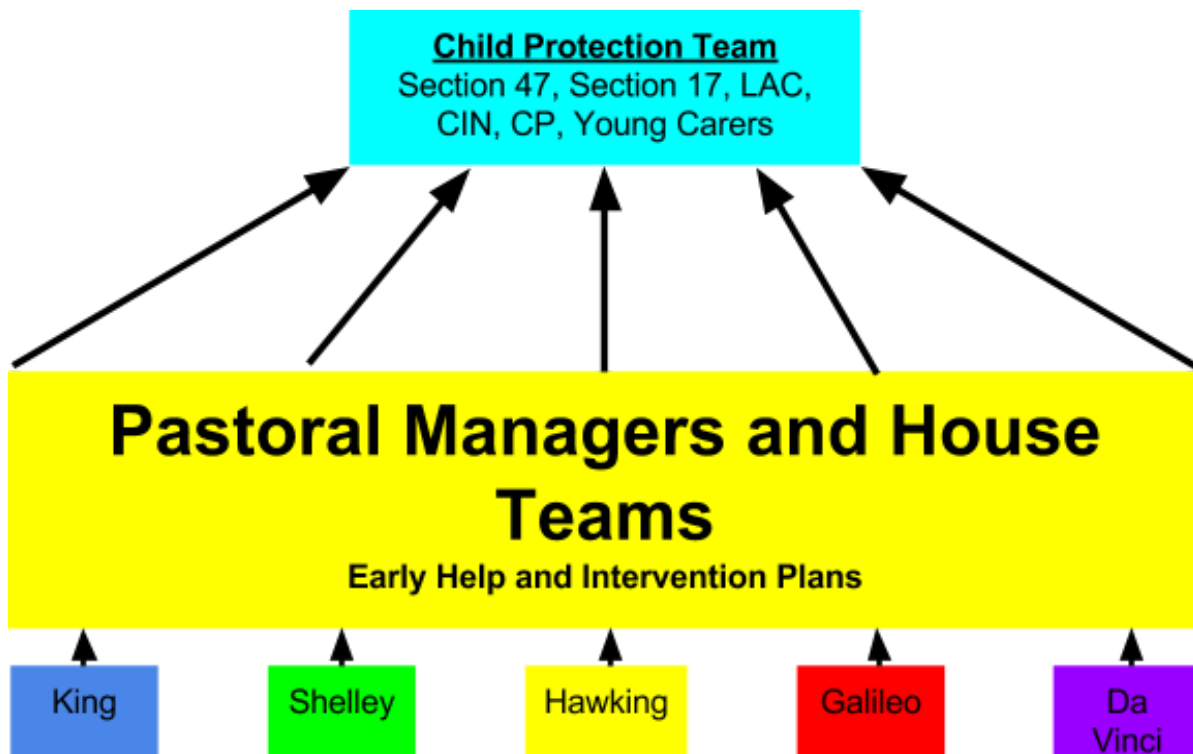 Child Protection Team
Section 47, Section 17, LAC,
CIN, CP, Young Carers
Pastoral Managers and House
Teams
Early Help and Intervention Plans
King
Shelley
Hawking
Galileo
Da
Vinci